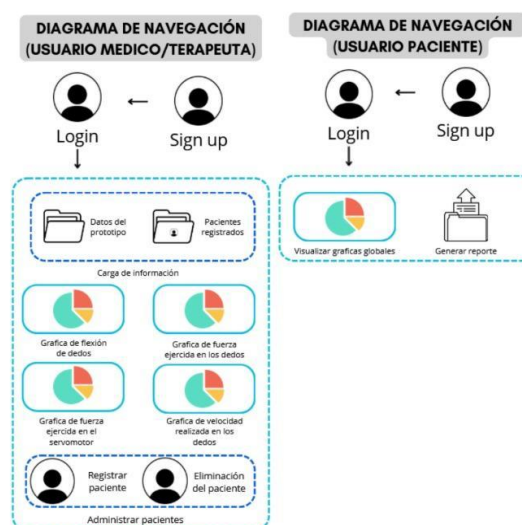 DIAGRAMA DE NAVEGACIÓN
(USUARIO MEDICO/TERAPEUTA)
Login
Sign up
Datos del
prototipo
Pacientes
registrados
Carga de información
Grafica de flexión
de dedos
Grafica de fuerza
ejercida en los dedos
Grafica de fuerza
ejercida en el
servomotor
Grafica de velocidad
realizada en los
dedos
Registrar
paciente
Eliminación
del paciente
Administrar pacientes
DIAGRAMA DE NAVEGACIÓN
(USUARIO PACIENTE)
Login
Sign up
Visualizar graficas globales
Generar reporte